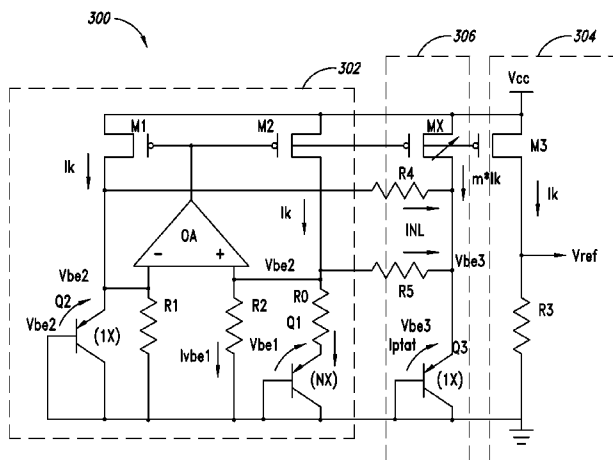 300
306
304
302
Vcc
M1
M2
MX
M3
Ik
R4
m*Ik
Ik
Ik
INL
OA
Vref
Vbe2
- +
Vbe2
Vbe3
R5
Q2
R1
R2
R0
Vbe2
Q1
Vbe3
R3
(1X)
Ivbe1
Vbe1
Iptat
Q3
(NX)
(1X)